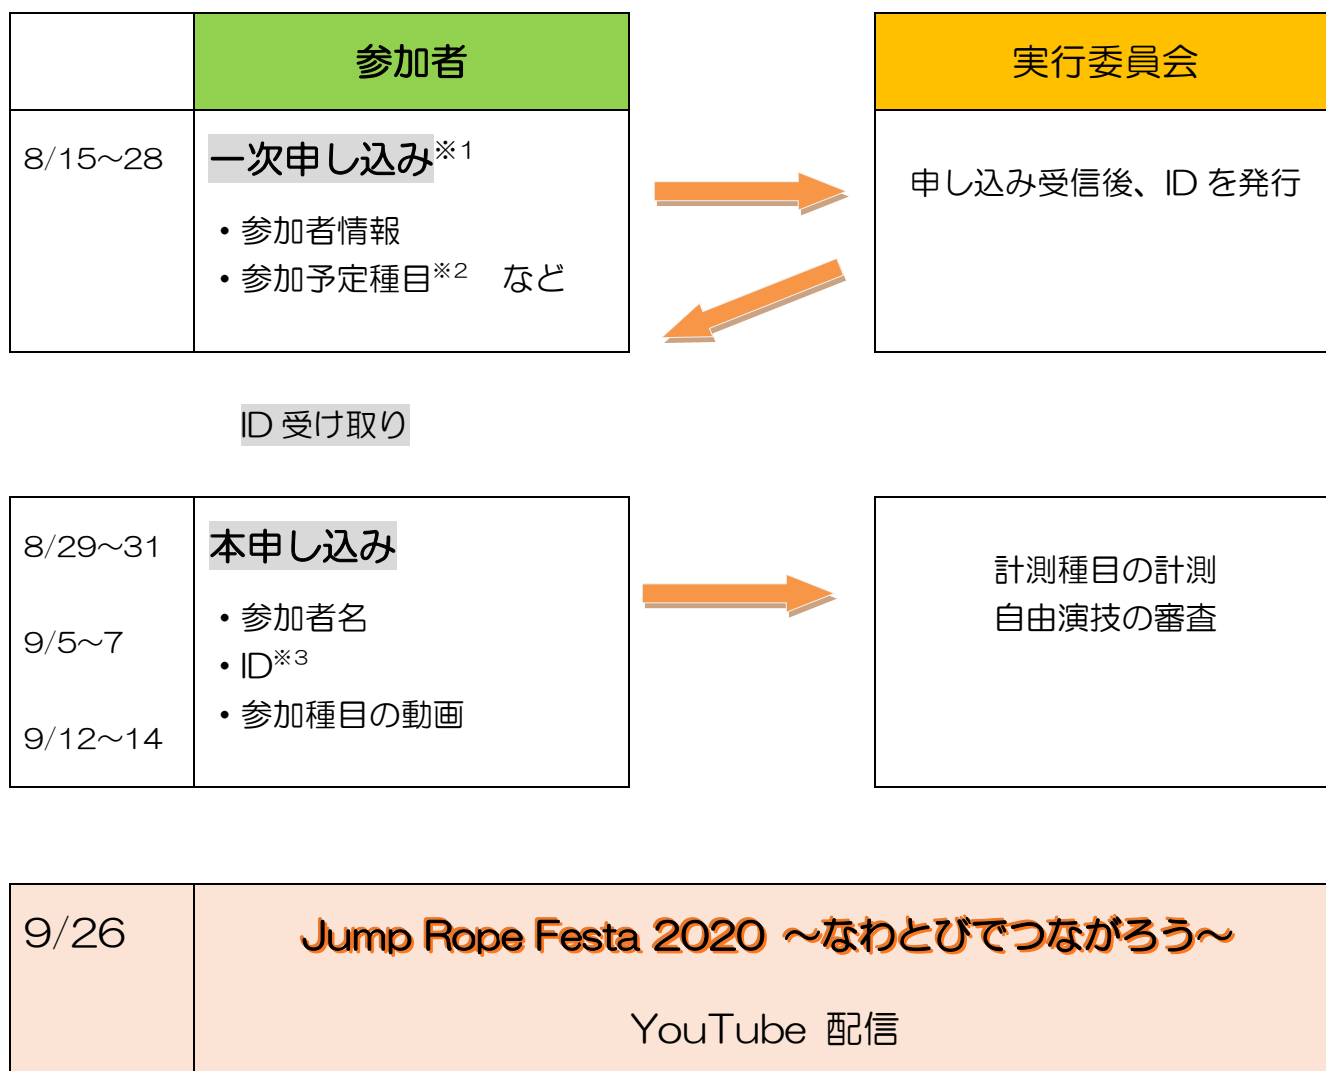 参加者
実行委員会
8/15～28
一次申し込み※1
・参加者情報
・参加予定種目※2　など
申し込み受信後、ID を発行
ID 受け取り
8/29～31
9/5～7
9/12～14
本申し込み
・参加者名
・ID※3
・参加種目の動画
計測種目の計測
自由演技の審査
9/26
Jump Rope Festa 2020 ～なわとびでつながろう～
YouTube 配信